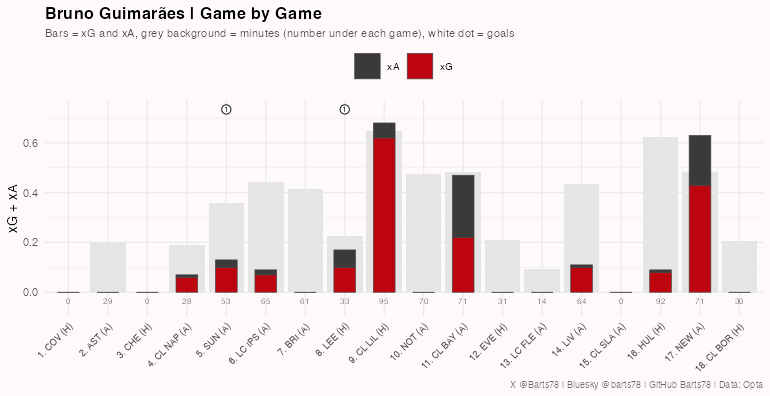 Bruno Guimarães | Game by Game
Bars = xG and xA, grey background = minutes (number under each game), white dot = goals
xA xG
1 1
xG + xA
0.6
0.4
0.2
0.0
0 29 0 28 53 65 61 33 95 70 71 31 14 64 0 92 71 30
1. COV (H)
2. AST (A)
3. CHE (H)
4. CL NAP (A)
5. SUN (A)
6. LC IPS (A)
7. BRI (A)
8. LEE (H)
9. CL LIL (H)
10. NOT (A)
11. CL BAY (A)
12. EVE (H)
13. LC FLE (A)
14. LIV (A)
15. CL SLA (A)
16. HUL (H)
17. NEW (A)
18. CL BOR (H)
X @Barts78 | Bluesky @barts78 | GitHub Barts78 | Data: Opta